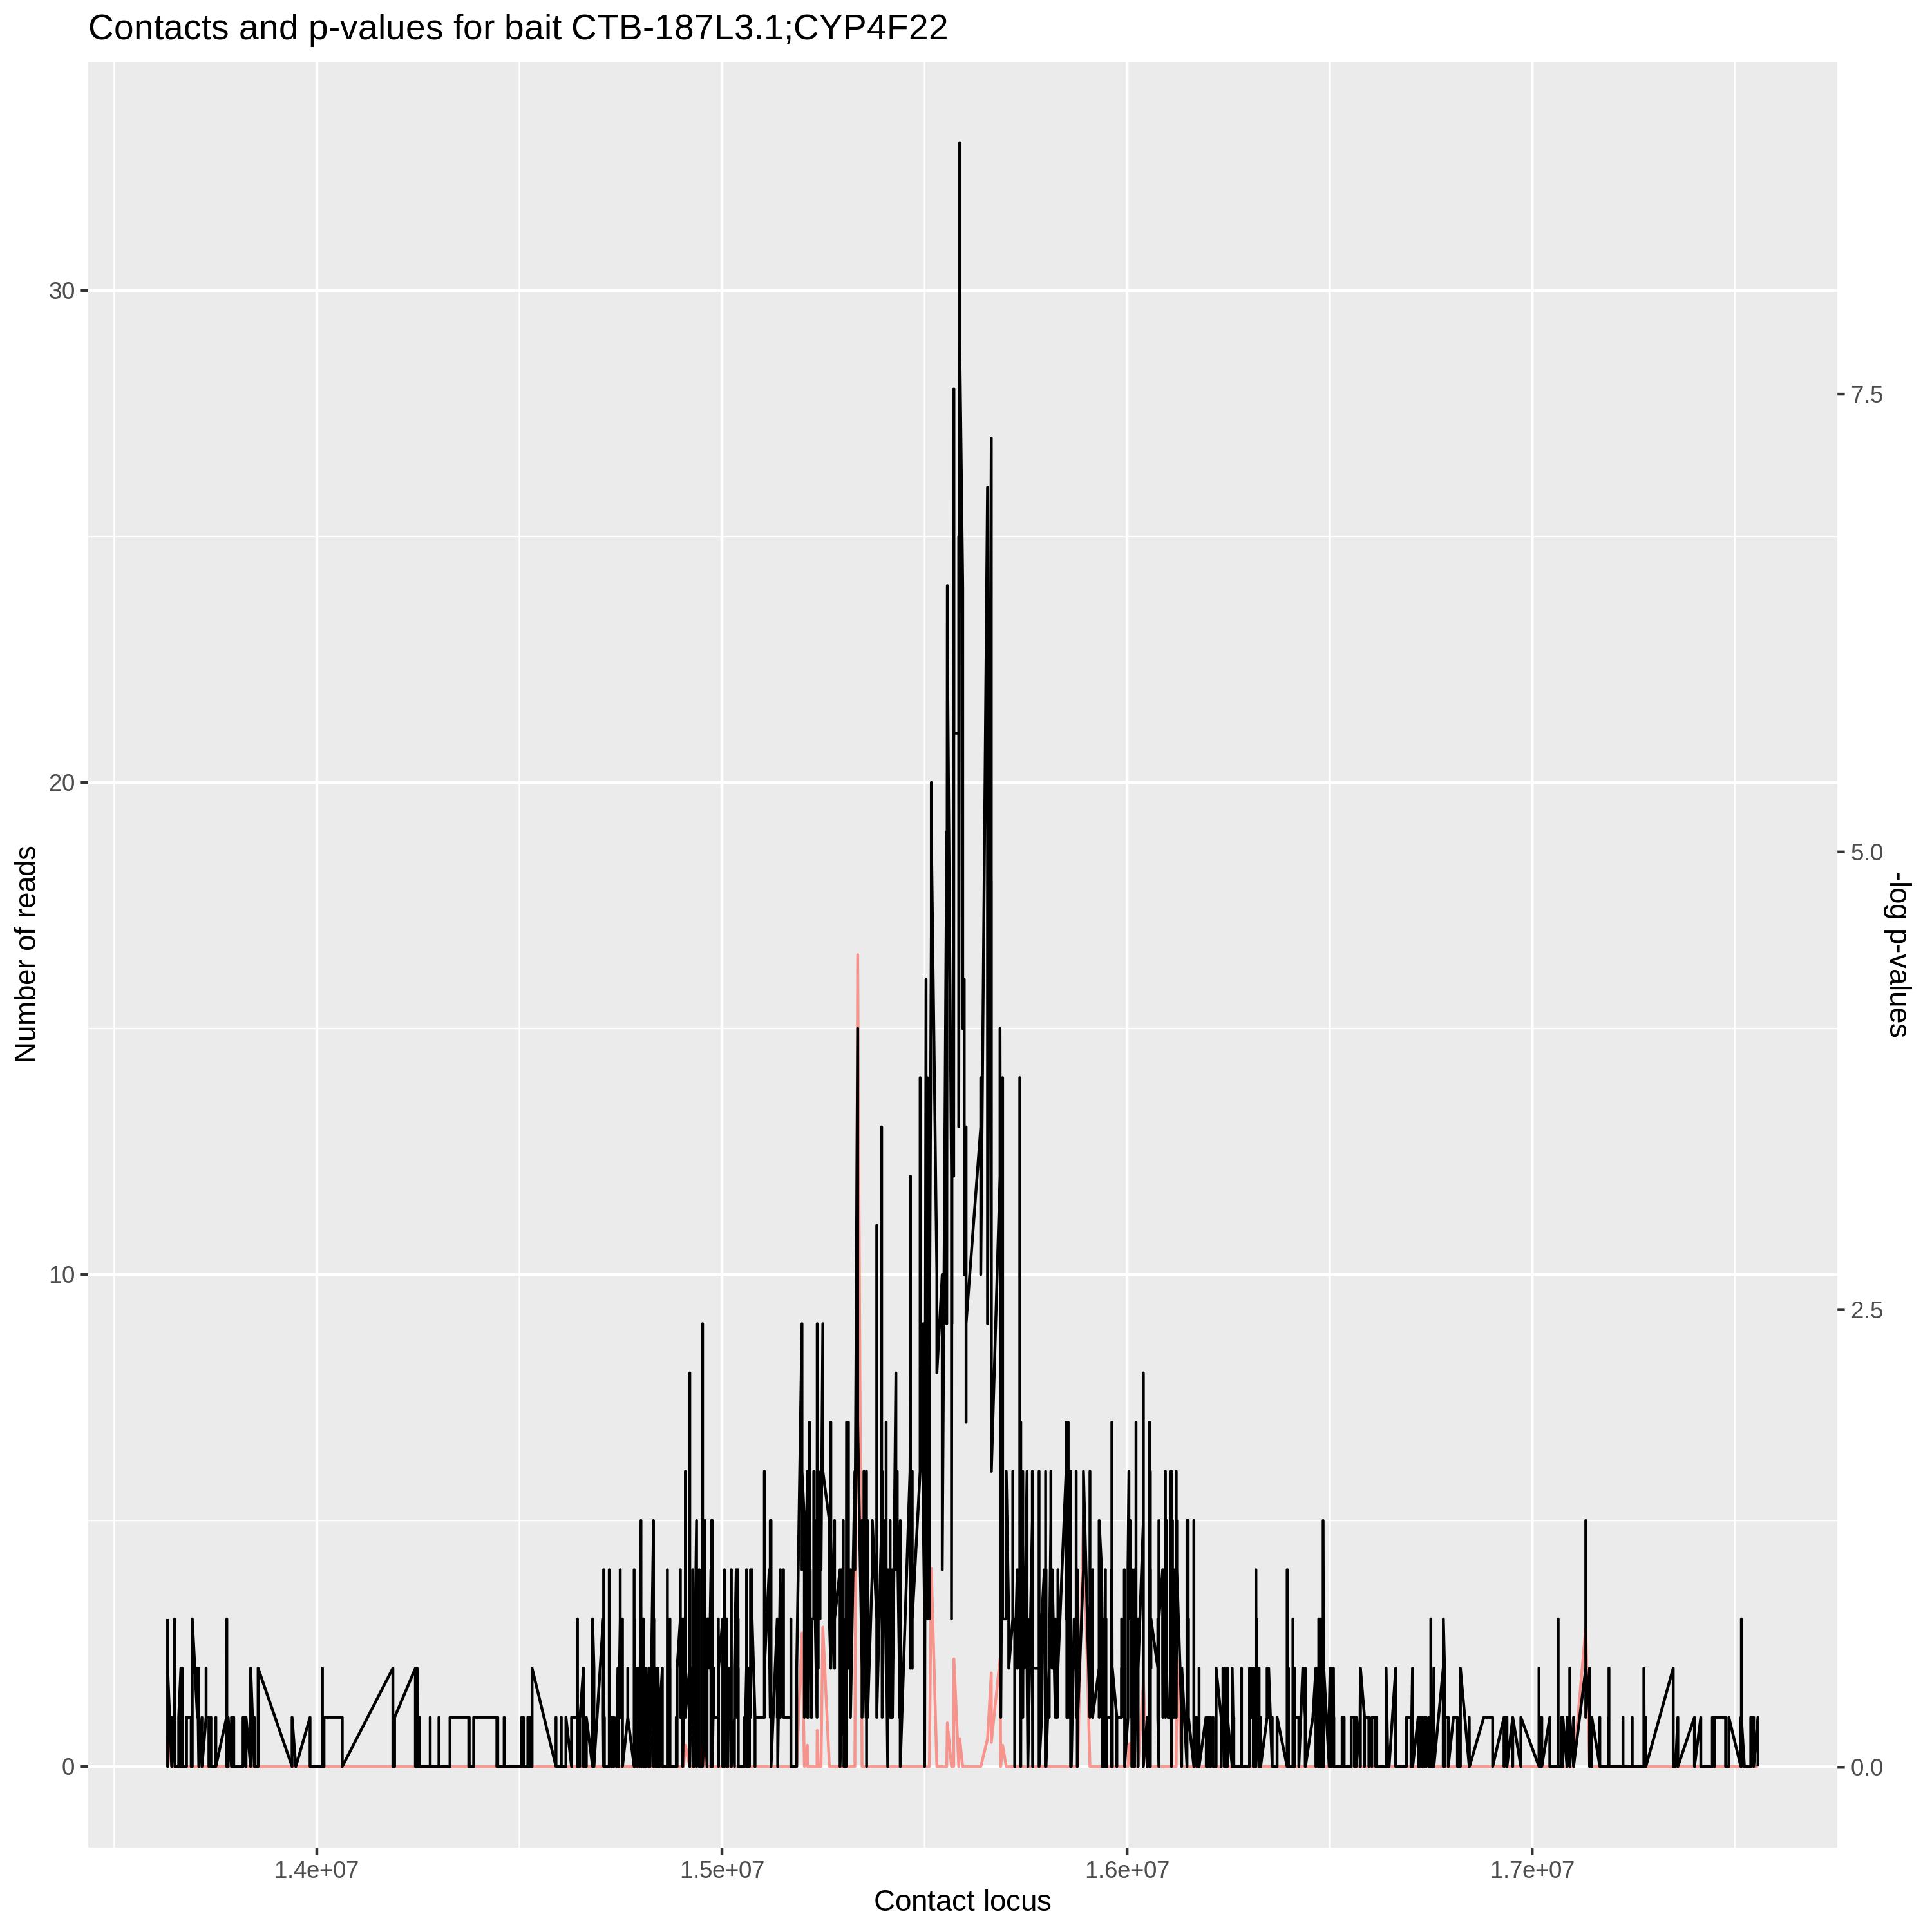 Contacts and p-values for bait CTB-187L3.1;CYP4F22
Number of reads
30
20
10
0
7.5
5.0
2.5
0.0
-log p-values
1.4e+07
1.5e+07
1.6e+07
1.7e+07
Contact locus